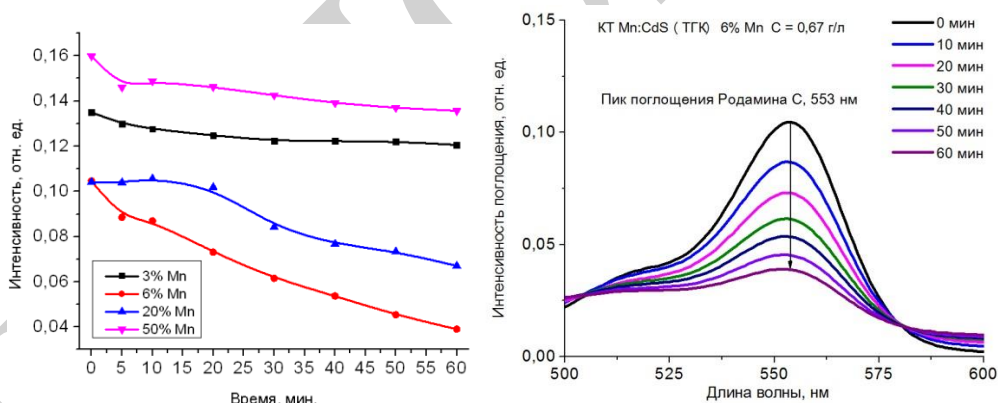 0,16
0,14
0,12
0,10
0,08
0,06
0,04
Интенсивность, отн. ед.
3% Mn
6% Mn
20% Mn
50% Mn
0 5 10 15 20 25 30 35 40 45 50 55 60
Время, мин.
КТ Mn:CdS ( ТГК) 6% Mn C = 0,67 г/л
Пик поглощения Родамина С, 553 нм
0 мин
10 мин
20 мин
30 мин
40 мин
50 мин
60 мин
0,15
0,10
0,05
0,00
Интенсивность поглощения, отн. ед.
500 525 550 575 600
Длина волны, нм